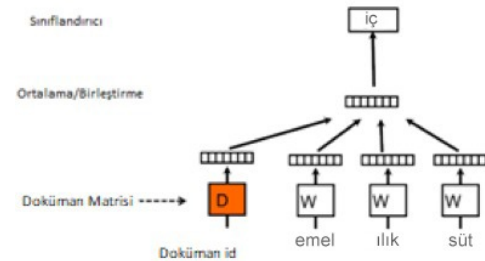 Sınıflandırıcı
iç
Ortalama/Birleştirme
Doküman Matrisi
D
W
W
W
Doküman id
emel
ılık
süt